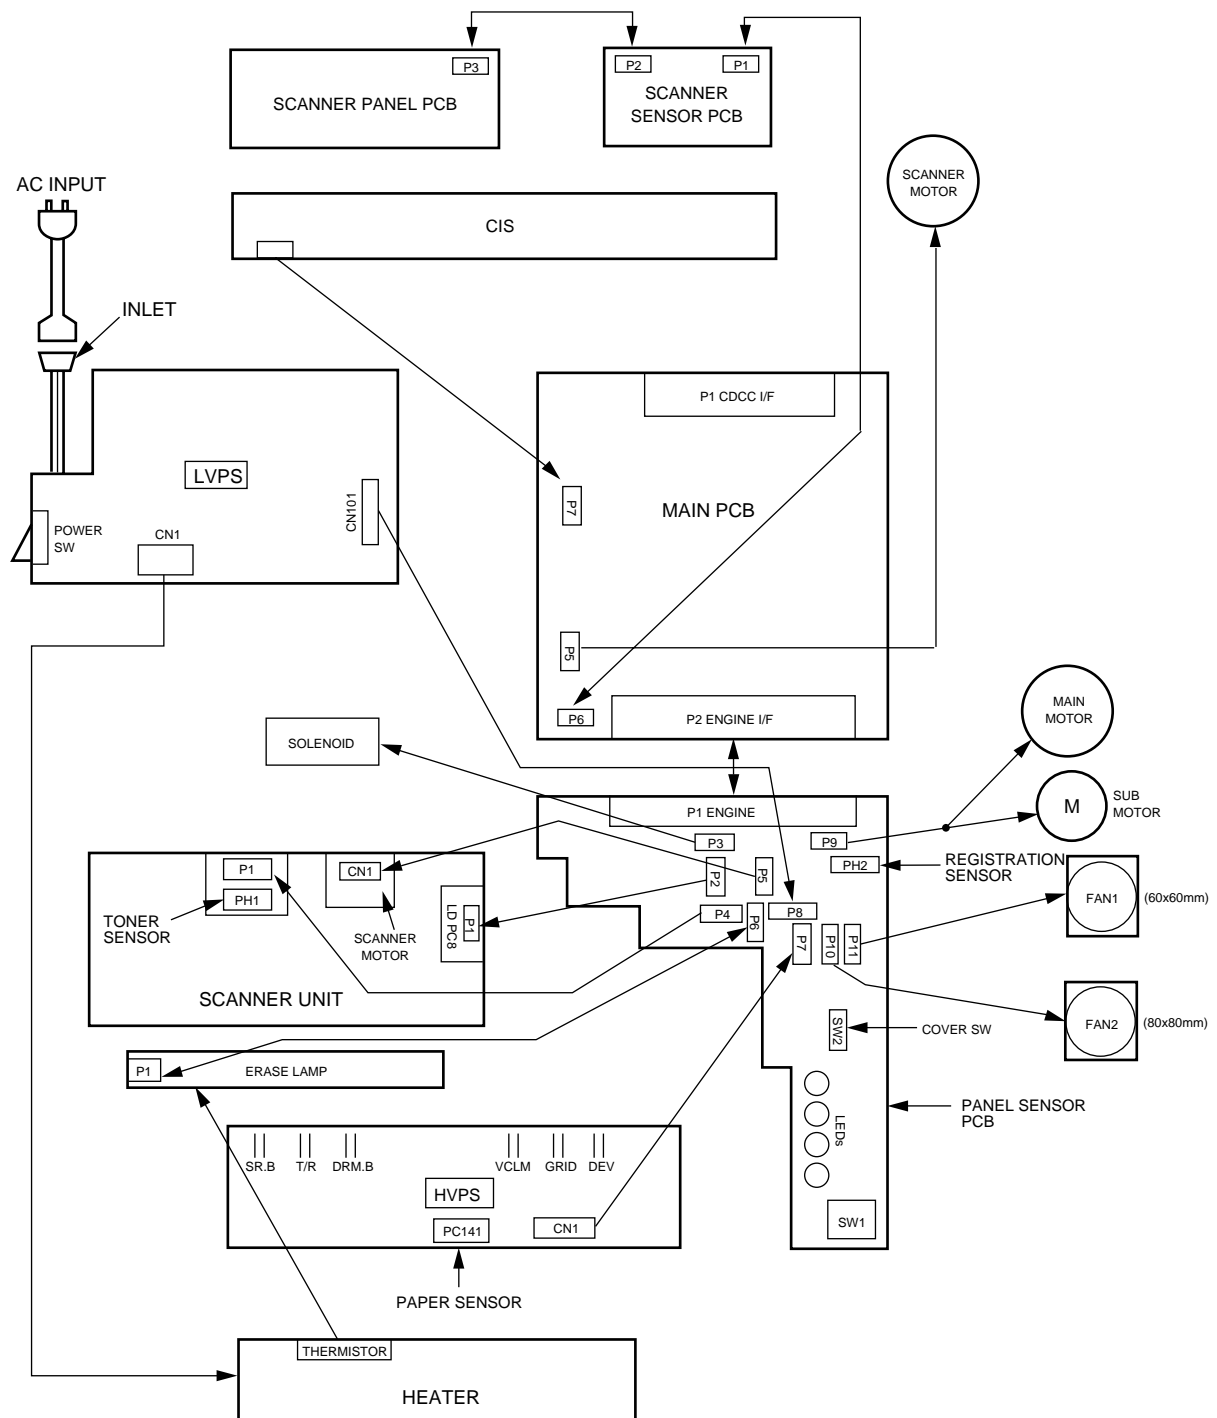 P3
P2
P1
SCANNER PANEL PCB
SCANNER
SENSOR PCB
SCANNER
MOTOR
AC INPUT
CIS
INLET
P1 CDCC I/F
LVPS
CN101
P7
MAIN PCB
POWER
SW
CN1
P5
P6
P2 ENGINE I/F
MAIN
MOTOR
SOLENOID
P1 ENGINE
M
SUB
MOTOR
P3
P9
P1
CN1
P2
P5
PH2
REGISTRATION
SENSOR
PH1
TONER
SENSOR
LD PC8
P1
P4
P6
P8
FAN1
(60x60mm)
SCANNER
MOTOR
P7
P10
P11
SCANNER UNIT
SW2
COVER SW
FAN2
(80x80mm)
P1
ERASE LAMP
LEDs
PANEL SENSOR
PCB
SR.B
T/R
DRM.B
VCLM
GRID
DEV
HVPS
PC141
CN1
SW1
PAPER SENSOR
THERMISTOR
HEATER